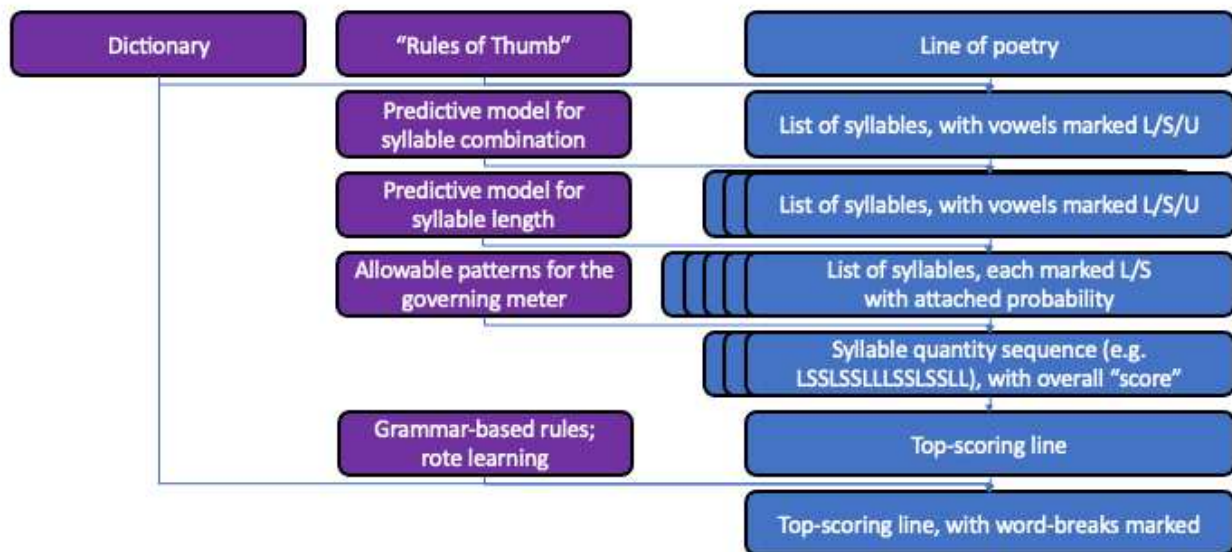 Dictionary
“Rules of Thumb”
Line of poetry
Predictive model for
syllable combination
List of syllables, with vowels marked L/S/U
Predictive model for
syllable length
List of syllables, with vowels marked L/S/U
Allowable patterns for the
governing meter
List of syllables, each marked L/S
with attached probability
Syllable quantity sequence (e.g.
LSSLSSLLLSSLSSLL), with overall “score”
Grammar-based rules;
rote learning
Top-scoring line
Top-scoring line, with word-breaks marked